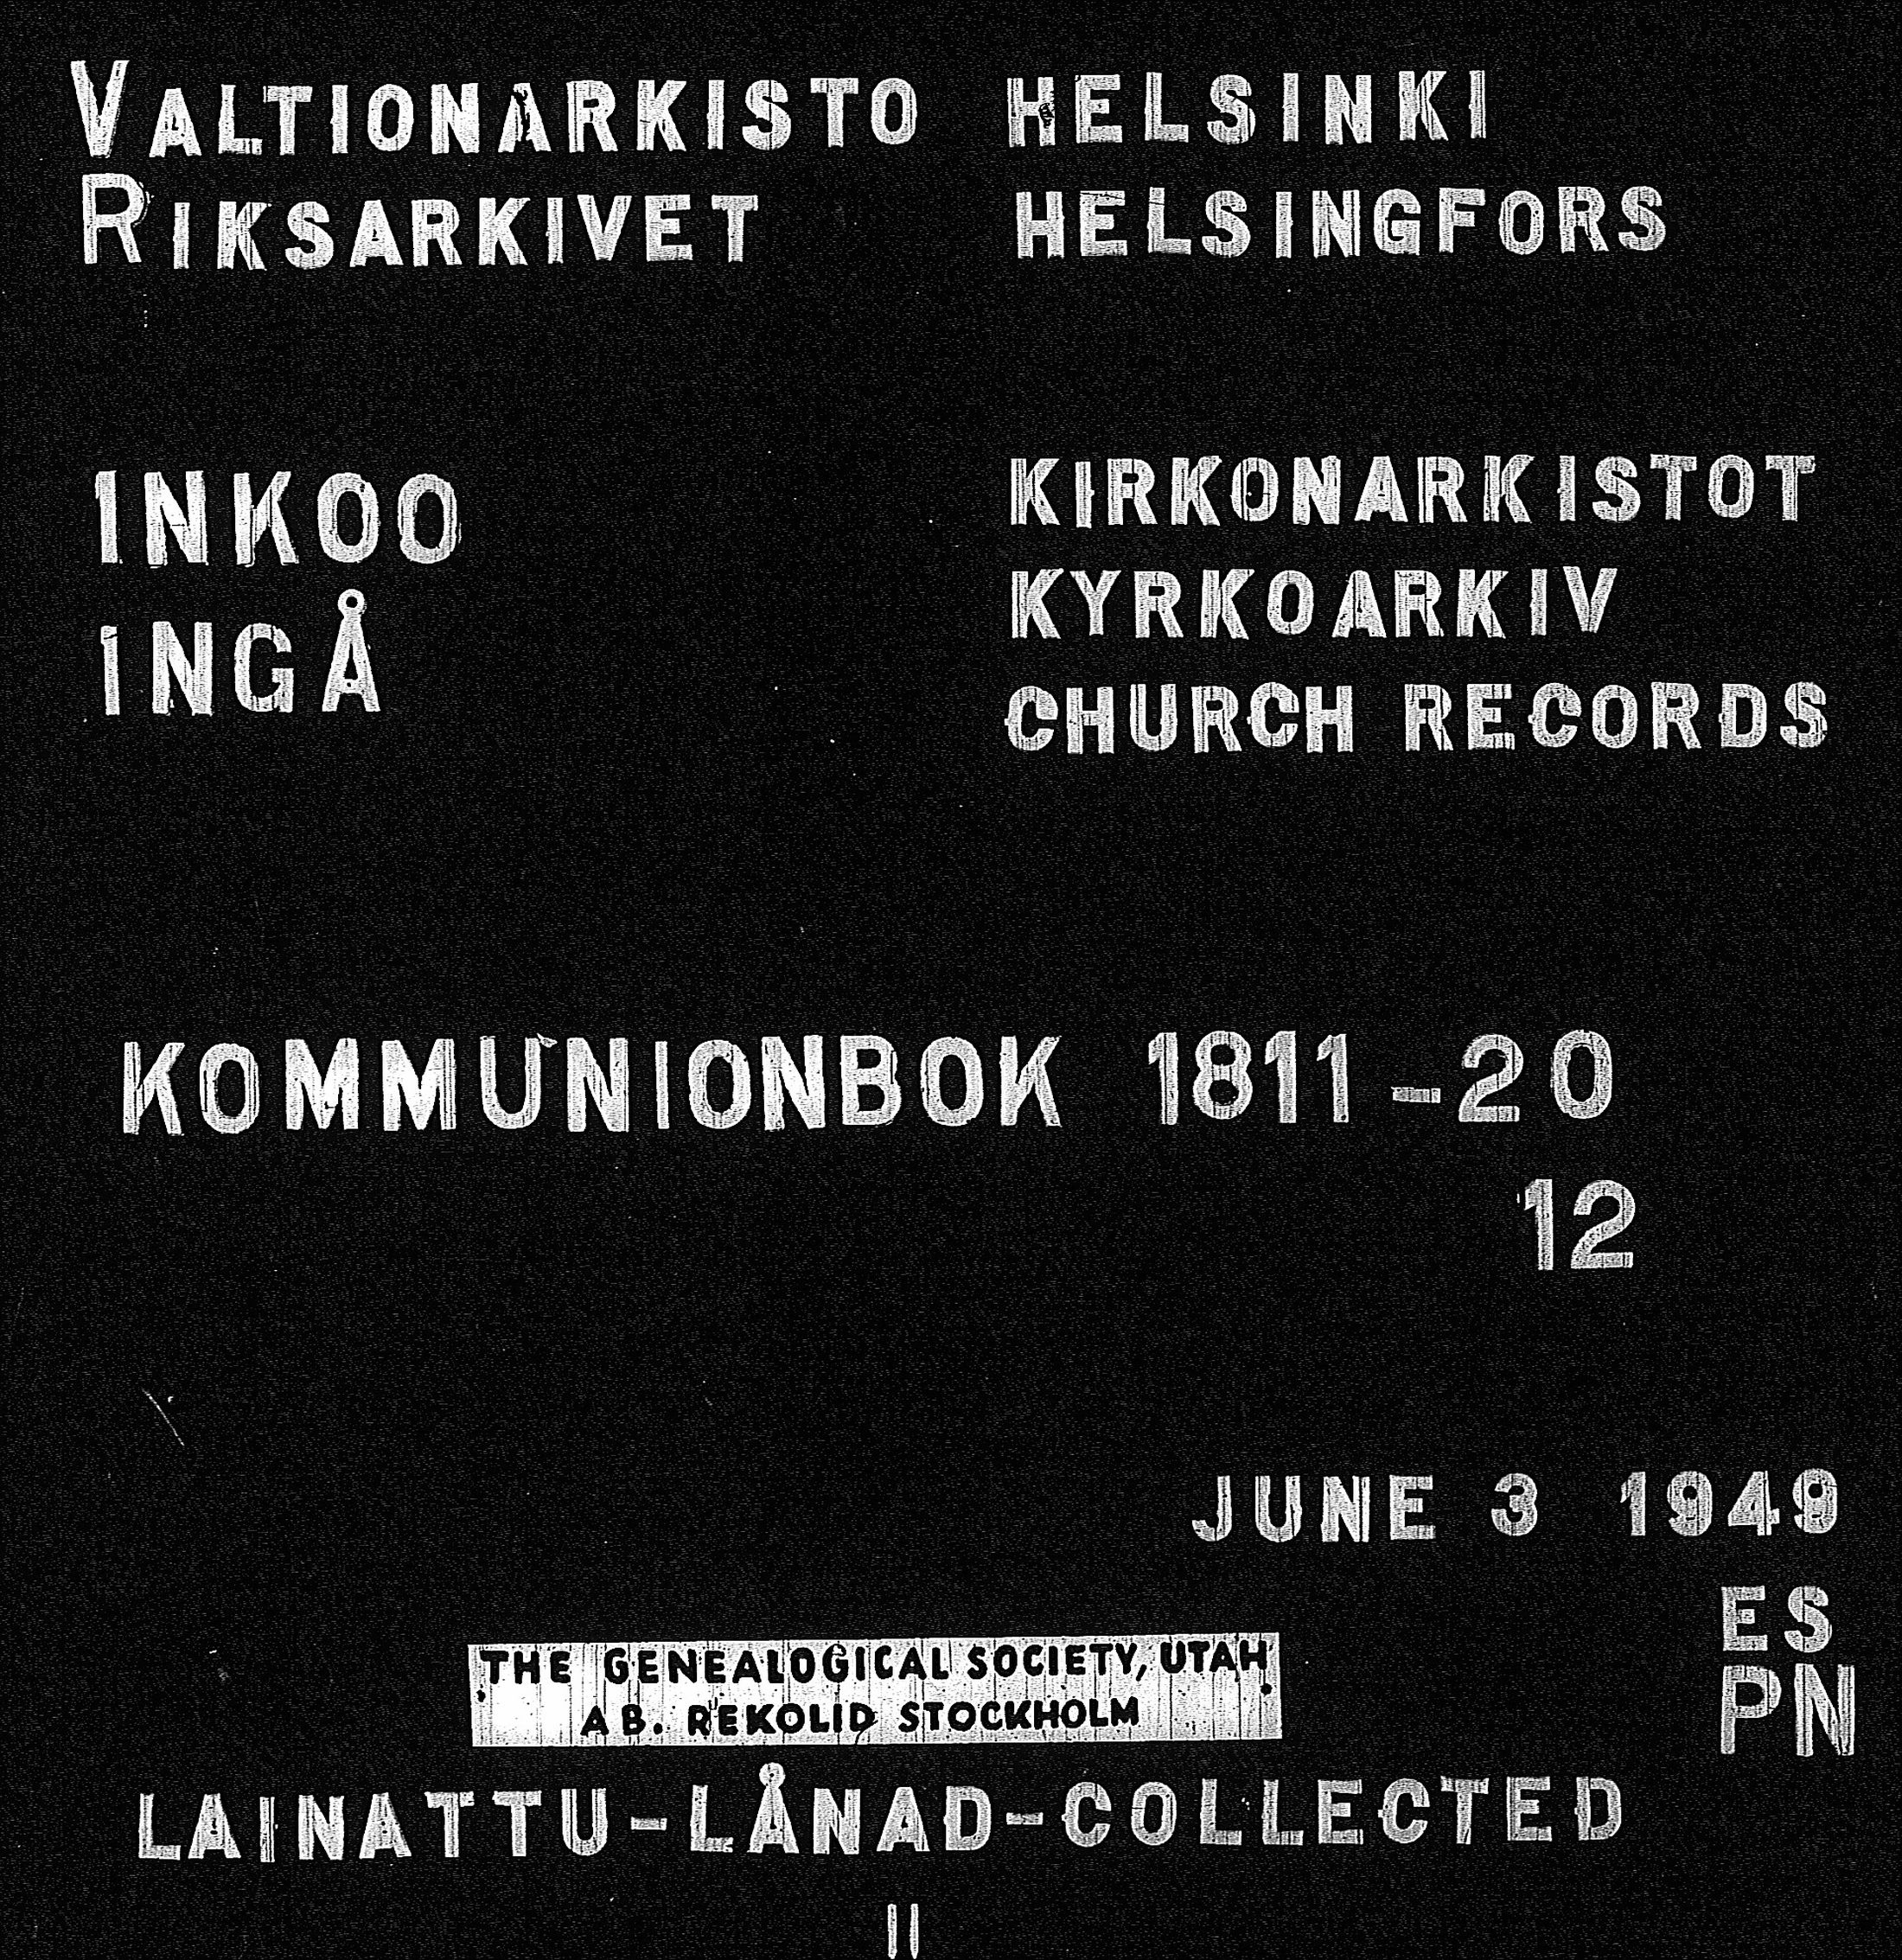 VALTIONARKISTO HELSINKI
RIKSARKIVET HELSINGFORS
INKOO
INGÅ
KIRKONARKISTOT
KYRKOARKIV
CHURCH RECORDS
KOMMUNIONBOK 1811-20
12
JUNE 3 1949
ES
PN
THE GENEALOGICAL SOCIETY, UTAH
AB. REKOLID STOCKHOLM
LAINATTU-LÅNAD-COLLECTED
II